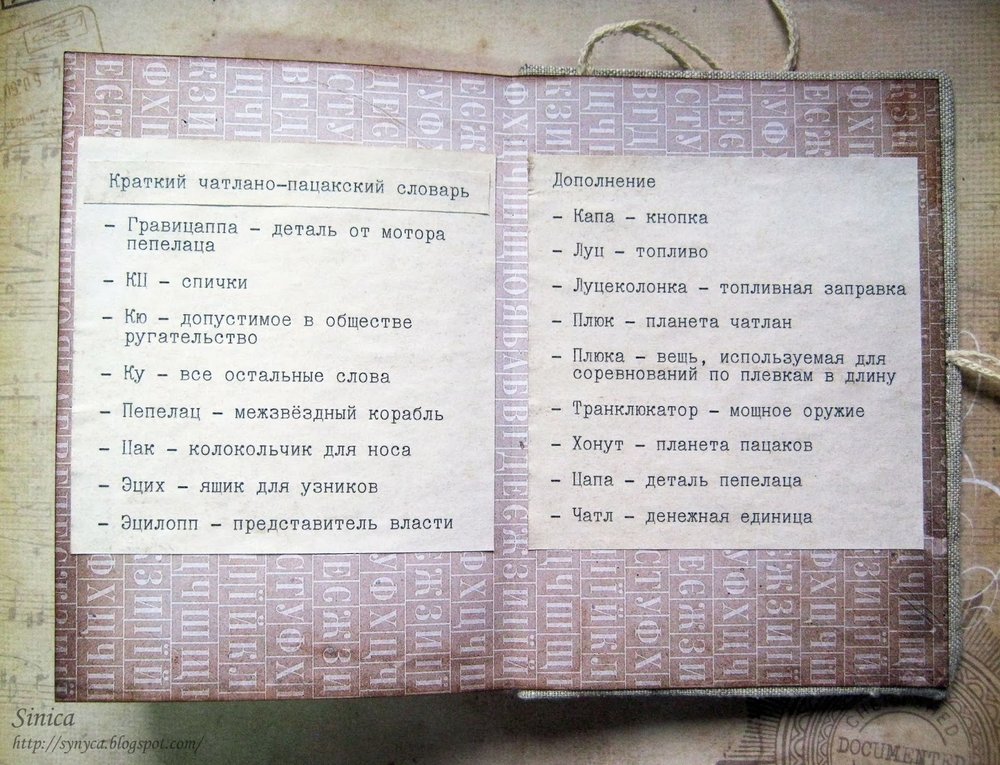 Краткий чатлано-пацакский словарь
– Гравицаппа – деталь от мотора
пепелаца
– КЦ – спички
– Кю – допустимое в обществе
ругательство
– Ку – все остальные слова
– Пепелац – межзвёздный корабль
– Цак – колокольчик для носа
– Эцих – ящик для узников
– Эцилопп – представитель власти
Дополнение
– Капа – кнопка
– Луц – топливо
– Луцеколонка – топливная заправка
– Плюк – планета чатлан
– Плюка – вещь, используемая для
соревнований по плевкам в длину
– Транклюкатор – мощное оружие
– Хонут – планета пацаков
– Цапа – деталь пепелаца
– Чатл – денежная единица
Sinica
http://synyca.blogspot.com/
DOCUMENTED